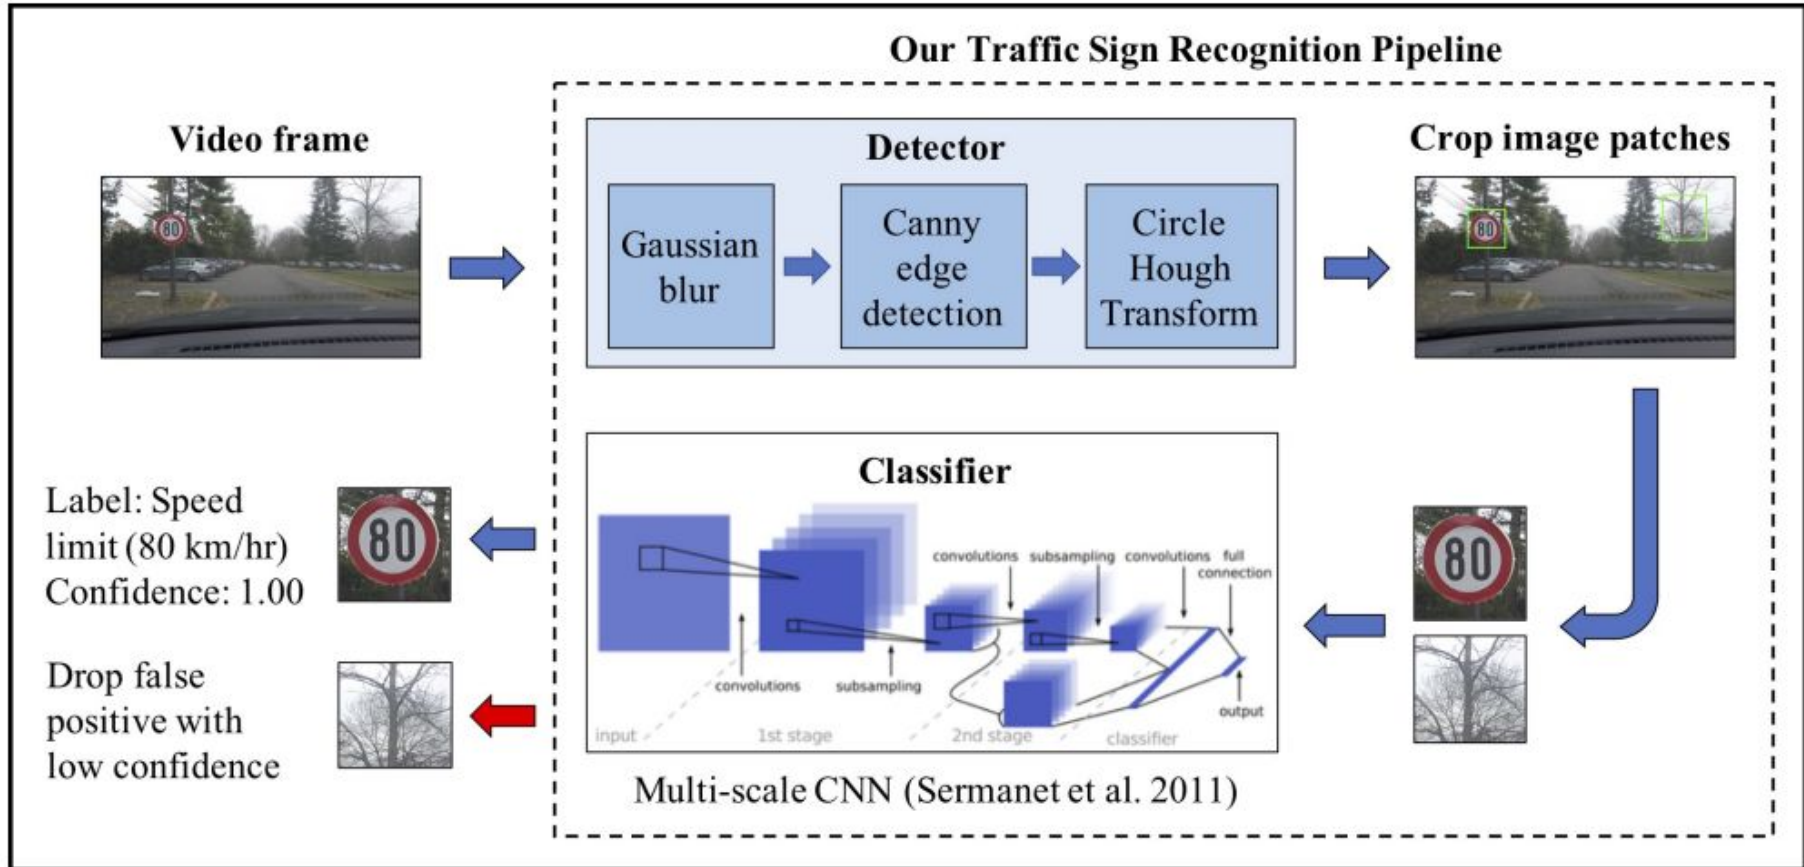 Our Traffic Sign Recognition Pipeline
Video frame
80
Detector
Gaussian
blur
Canny
edge
detection
Circle
Hough
Transform
Crop image patches
80
Classifier
convolutions
subsampling
convolutions
full
connection
convolutions
subsampling
output
input
1st stage
2nd stage
classifier
Multi-scale CNN (Sermanet et al. 2011)
80
80
Label: Speed
limit (80 km/hr)
Confidence: 1.00
Drop false
positive with
low confidence